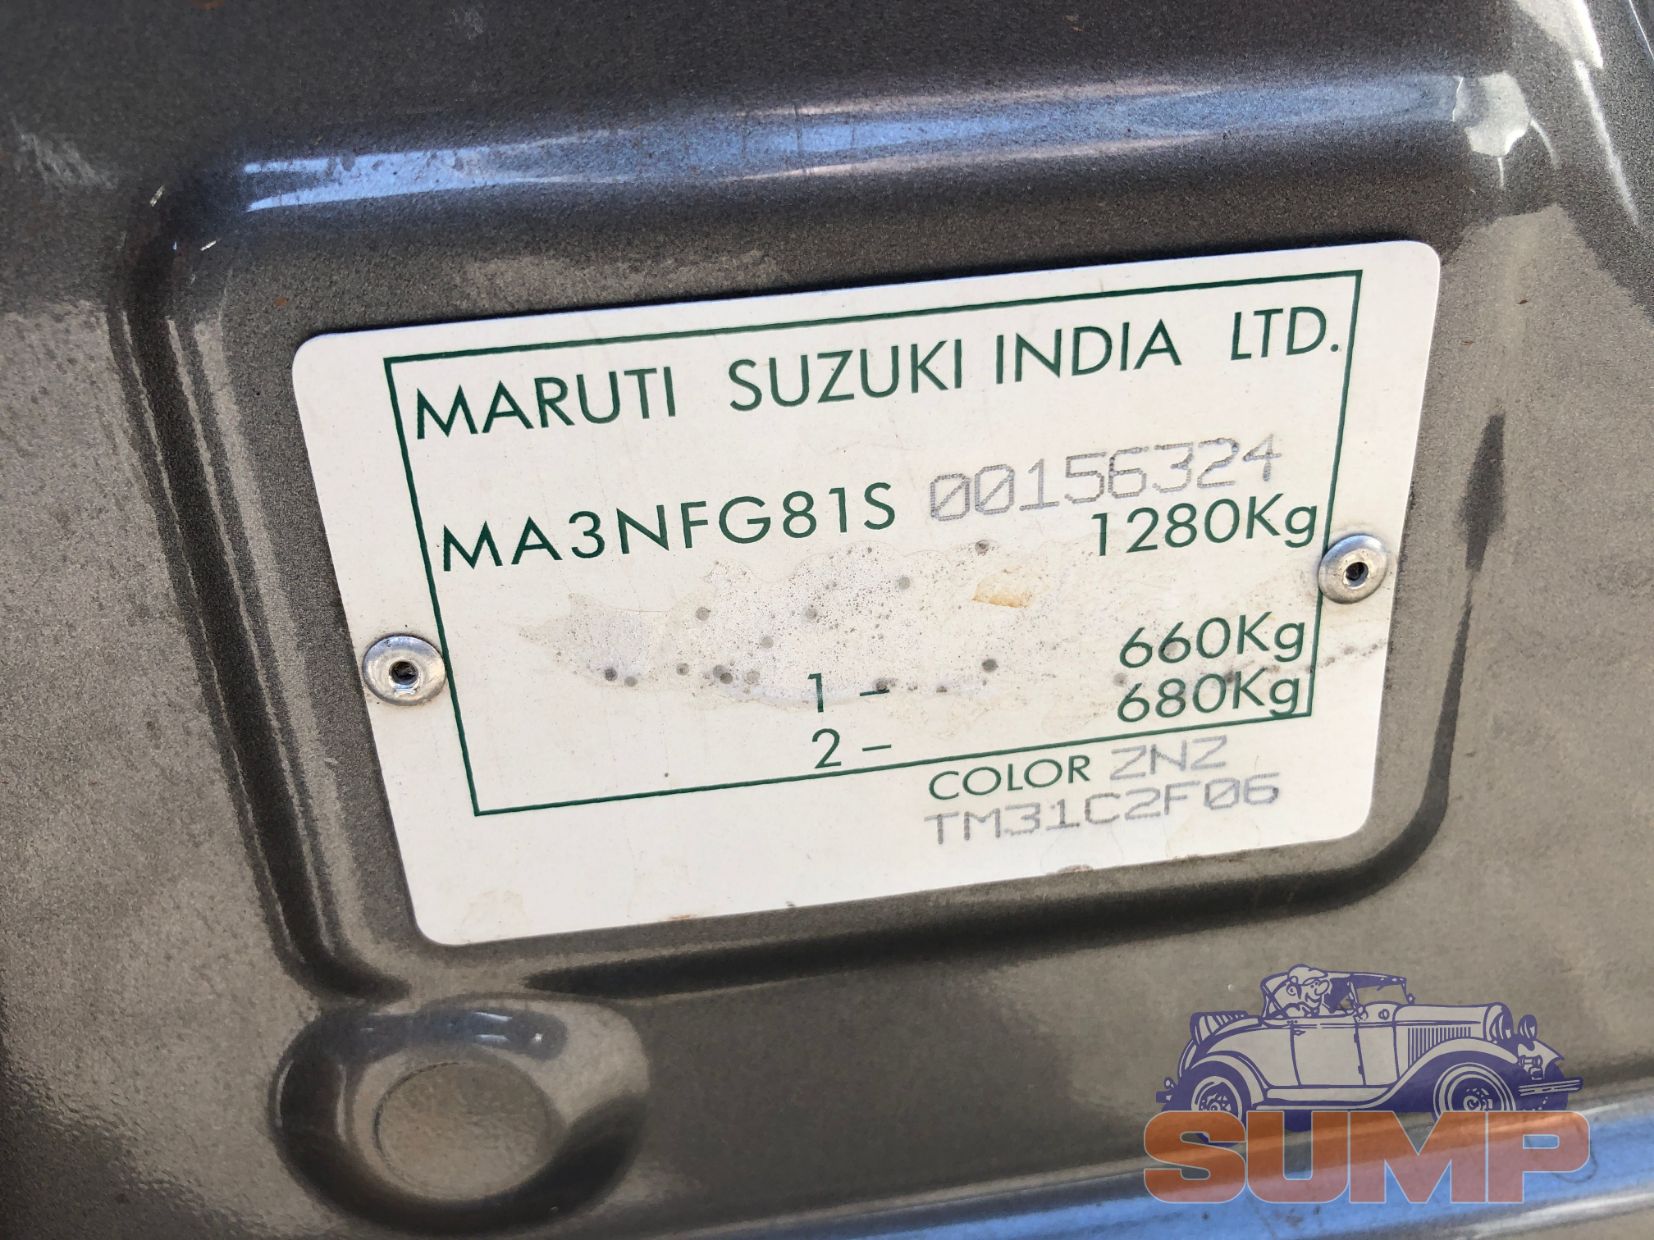 MARUTI SUZUKI INDIA LTD.
MA3NFG81S 00156324
1280Kg
1 – 660Kg
2 – 680Kg
COLOR ZNZ
TM31C2F06
SUMP